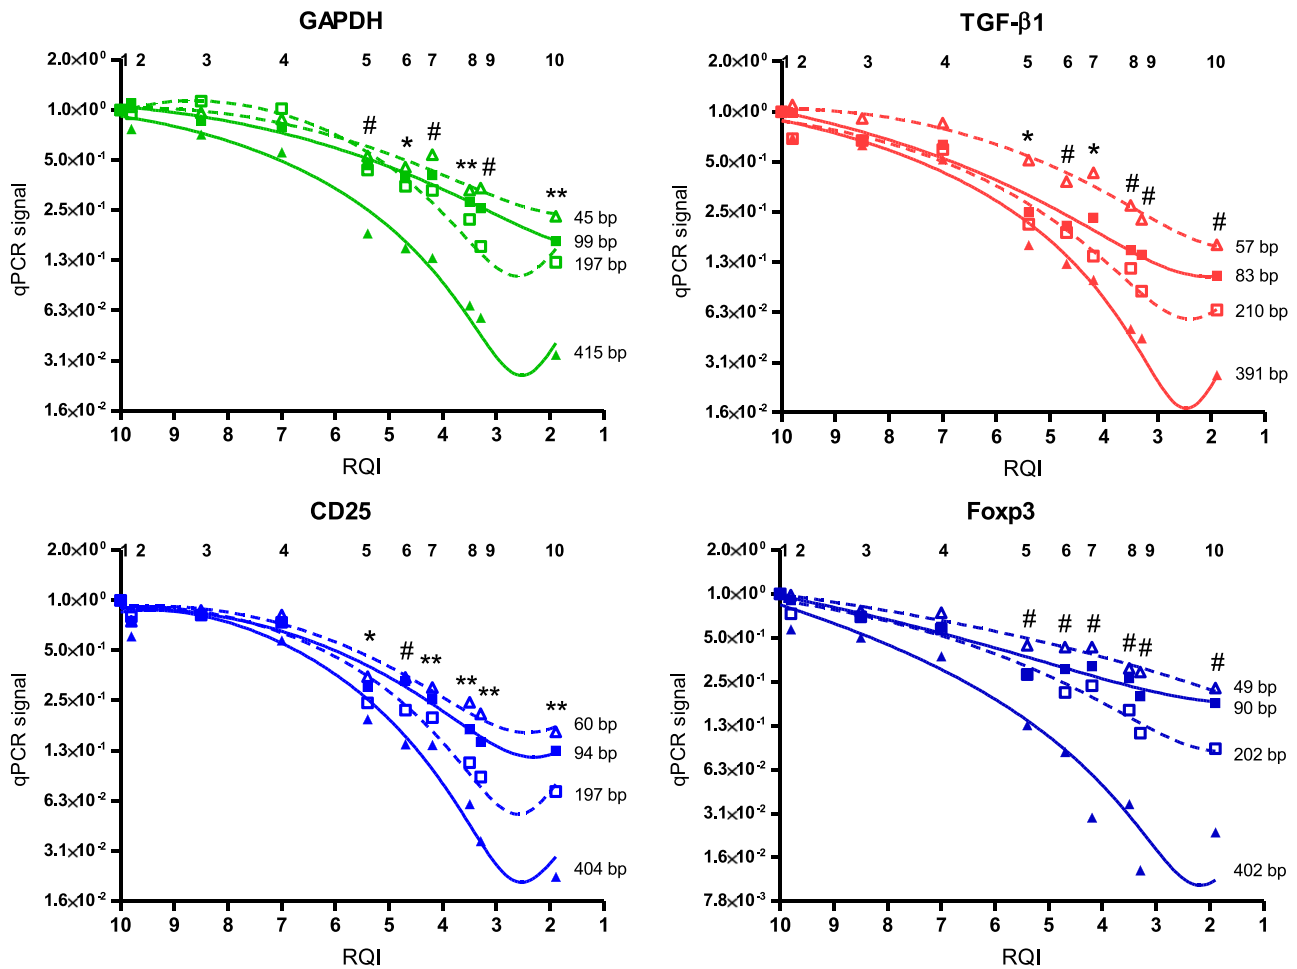 GAPDH
2.0×10⁰
1 2 3 4 5 6 7 8 9 10
1.0×10⁰
5.0×10⁻¹
2.5×10⁻¹
1.3×10⁻¹
6.3×10⁻²
3.1×10⁻²
1.6×10⁻²
# * # ** # **
45 bp
99 bp
197 bp
415 bp
qPCR signal
10 9 8 7 6 5 4 3 2 1
RQI
TGF-β1
2.0×10⁰
1 2 3 4 5 6 7 8 9 10
1.0×10⁰
5.0×10⁻¹
2.5×10⁻¹
1.3×10⁻¹
6.3×10⁻²
3.1×10⁻²
1.6×10⁻²
* # * # # #
57 bp
83 bp
210 bp
391 bp
qPCR signal
10 9 8 7 6 5 4 3 2 1
RQI
CD25
2.0×10⁰
1 2 3 4 5 6 7 8 9 10
1.0×10⁰
5.0×10⁻¹
2.5×10⁻¹
1.3×10⁻¹
6.3×10⁻²
3.1×10⁻²
1.6×10⁻²
* # ** ** ** **
60 bp
94 bp
197 bp
404 bp
qPCR signal
10 9 8 7 6 5 4 3 2 1
RQI
Foxp3
2.0×10⁰
1 2 3 4 5 6 7 8 9 10
1.0×10⁰
5.0×10⁻¹
2.5×10⁻¹
1.3×10⁻¹
6.3×10⁻²
3.1×10⁻²
1.6×10⁻²
7.8×10⁻³
# # # # # #
49 bp
90 bp
202 bp
402 bp
qPCR signal
10 9 8 7 6 5 4 3 2 1
RQI